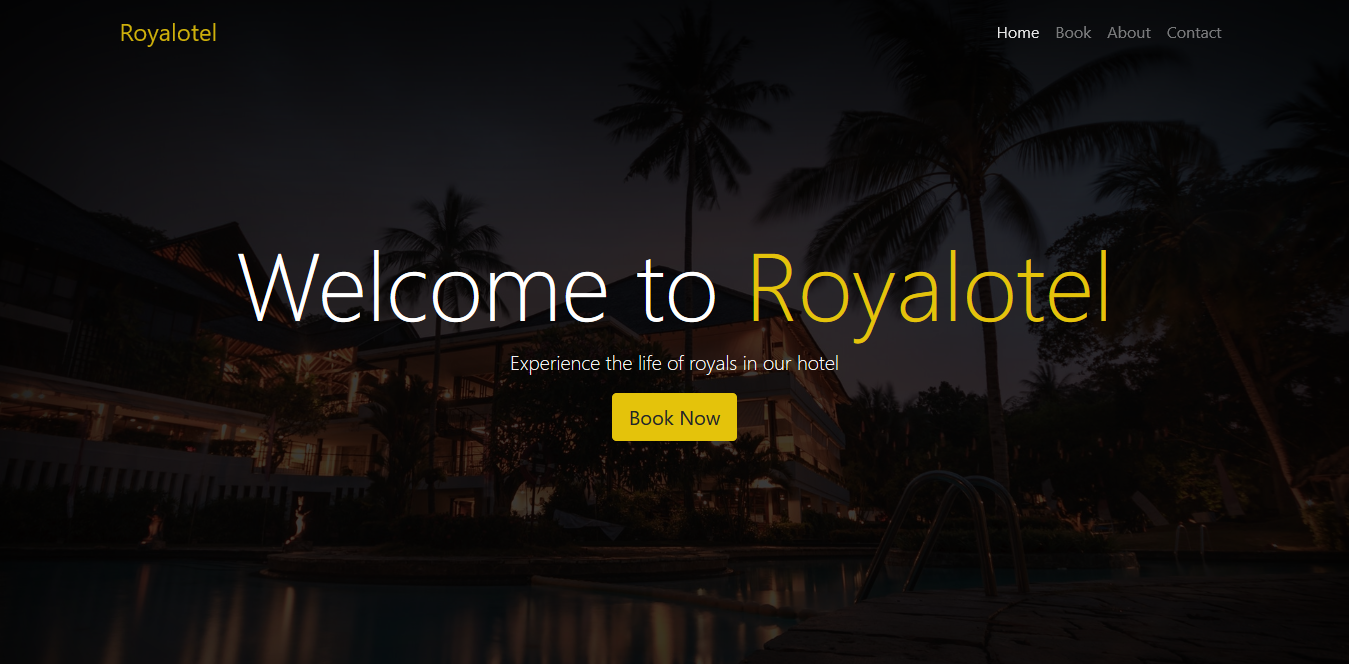 Royalotel
Home Book About Contact
Welcome to Royalotel
Experience the life of royals in our hotel
Book Now